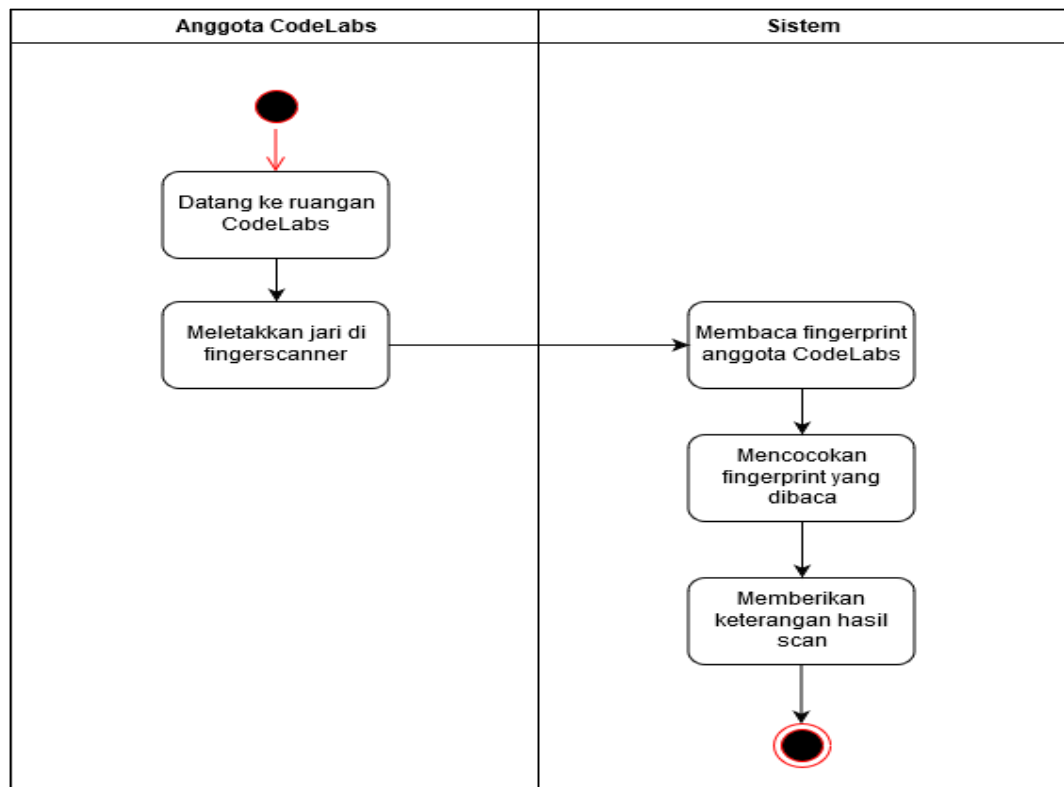 Anggota CodeLabs
Sistem
Datang ke ruangan
CodeLabs
Meletakkan jari di
fingerscanner
Membaca fingerprint
anggota CodeLabs
Mencocokan
fingerprint yang
dibaca
Memberikan
keterangan hasil
scan